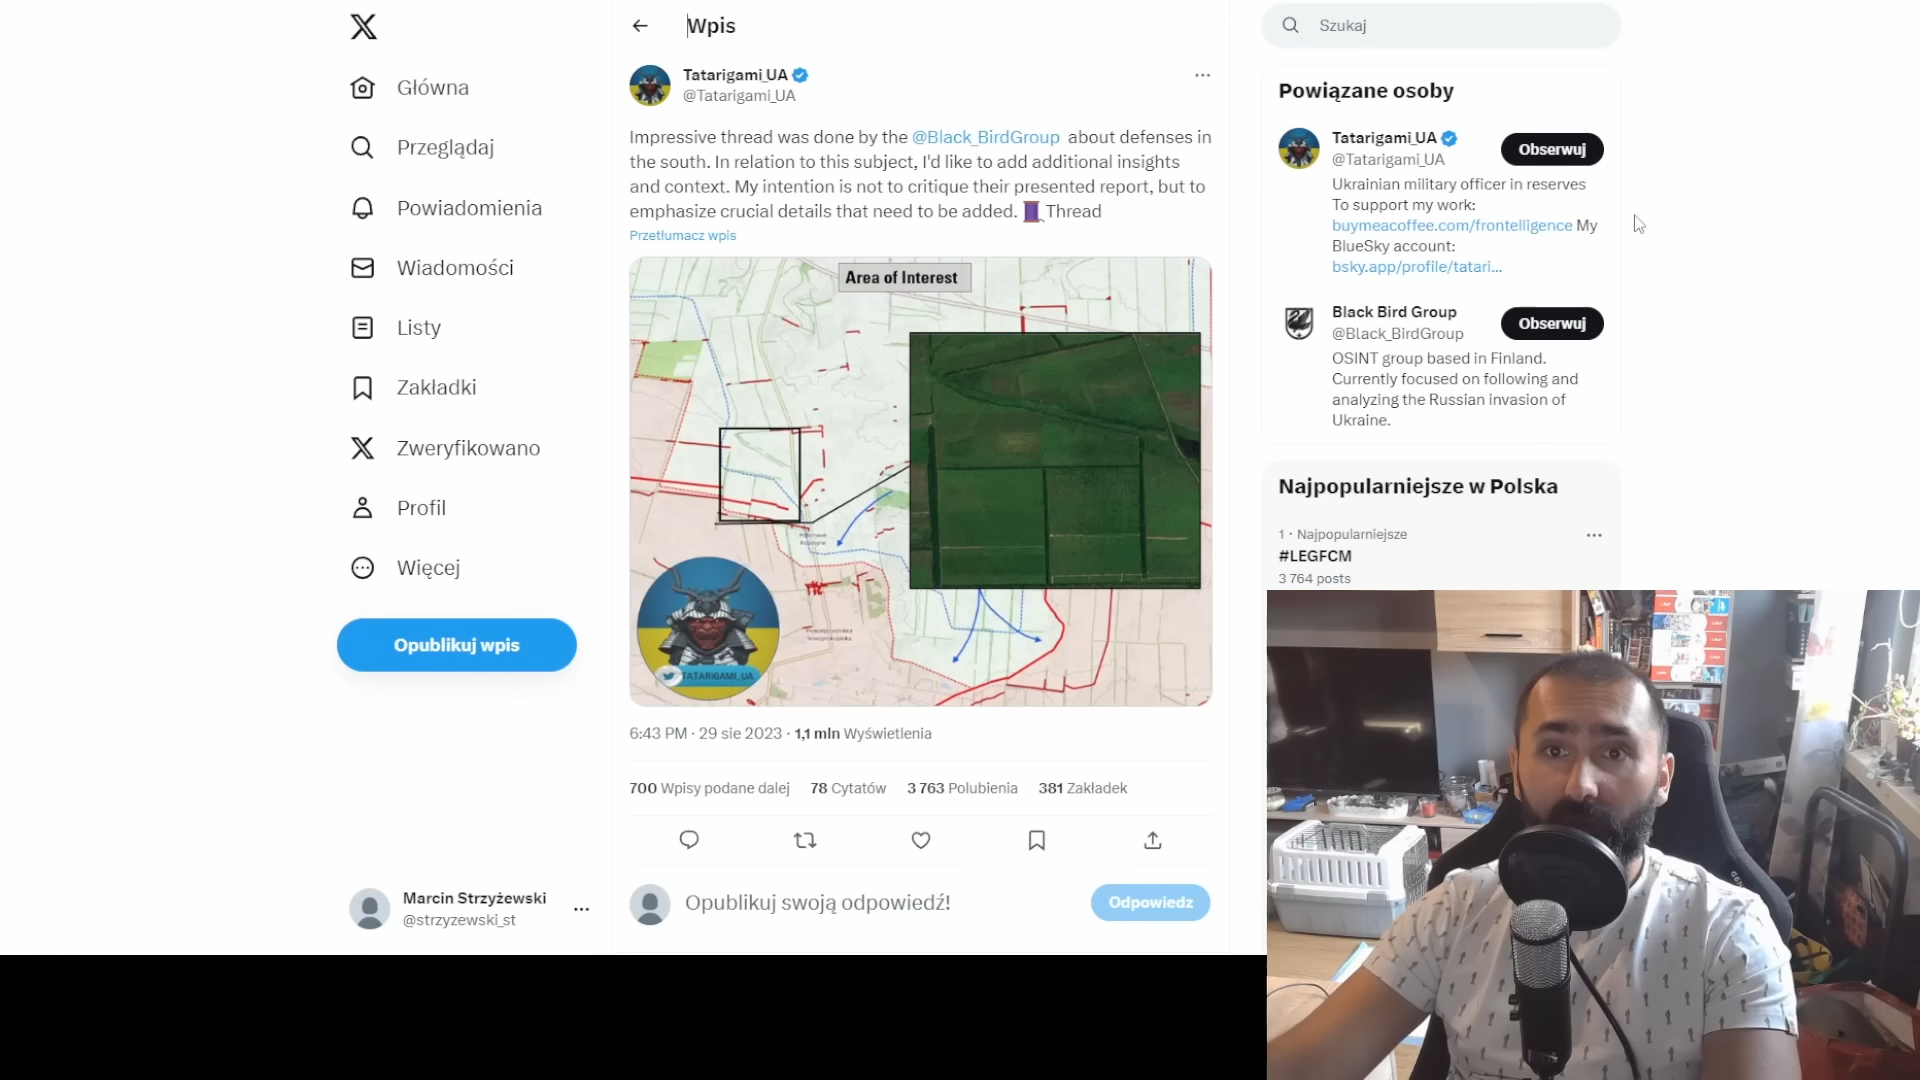 Główna
Przeglądaj
Powiadomienia
Wiadomości
Listy
Zakładki
Zweryfikowano
Profil
Więcej
Opublikuj wpis
Marcin Strzyżewski
@strzyzewski_st
Wpis
Tatarigami_UA
@Tatarigami_UA
Impressive thread was done by the @Black_BirdGroup about defenses in
the south. In relation to this subject, I'd like to add additional insights
and context. My intention is not to critique their presented report, but to
emphasize crucial details that need to be added. Thread
Przetłumacz wpis
Area of Interest
TATARIGAMI_UA
6:43 PM · 29 sie 2023 · 1,1 mln Wyświetlenia
700 Wpisy podane dalej 78 Cytatów 3 763 Polubienia 381 Zakładek
Opublikuj swoją odpowiedź!
Odpowiedz
Szukaj
Powiązane osoby
Tatarigami_UA
@Tatarigami_UA
Obserwuj
Ukrainian military officer in reserves
To support my work:
buymeacoffee.com/frontelligence My
BlueSky account:
bsky.app/profile/tatari...
Black Bird Group
@Black_BirdGroup
Obserwuj
OSINT group based in Finland.
Currently focused on following and
analyzing the Russian invasion of
Ukraine.
Najpopularniejsze w Polska
1 · Najpopularniejsze
#LEGFCM
3 764 posts